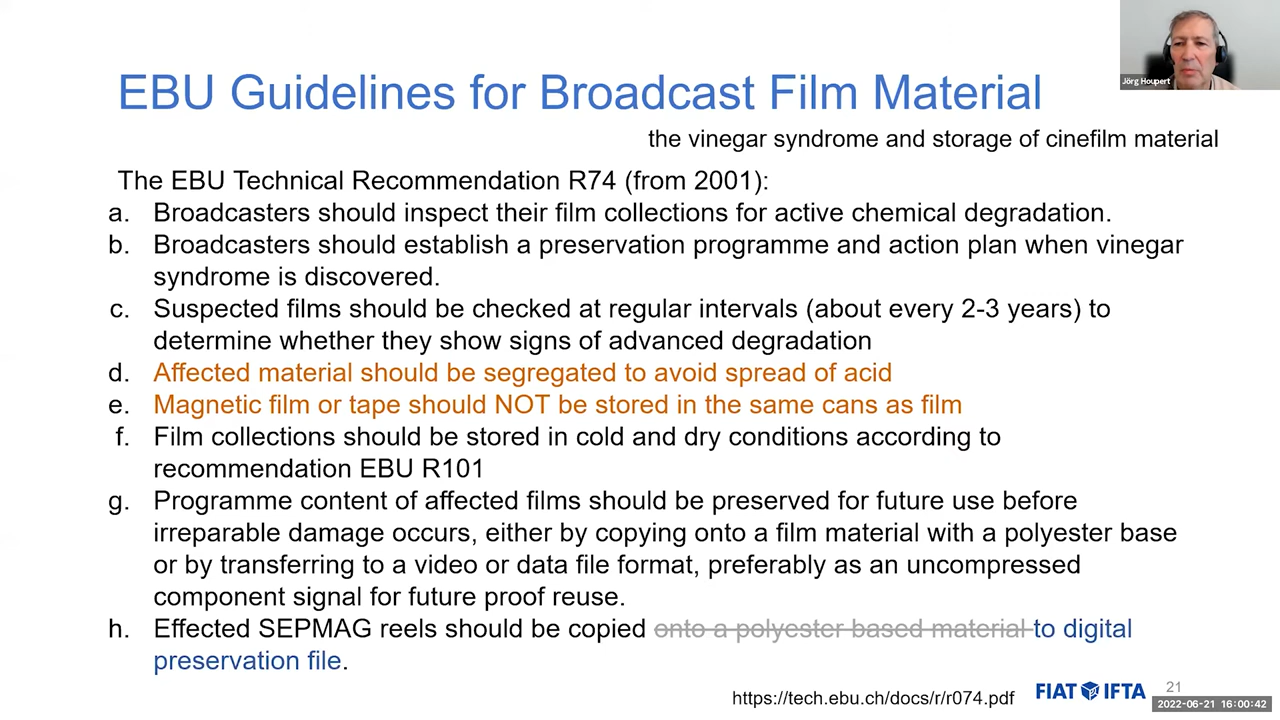 Jörg Houpert
EBU Guidelines for Broadcast Film Material
the vinegar syndrome and storage of cinefilm material
The EBU Technical Recommendation R74 (from 2001):
a. Broadcasters should inspect their film collections for active chemical degradation.
b. Broadcasters should establish a preservation programme and action plan when vinegar
syndrome is discovered.
c. Suspected films should be checked at regular intervals (about every 2-3 years) to
determine whether they show signs of advanced degradation
d. Affected material should be segregated to avoid spread of acid
e. Magnetic film or tape should NOT be stored in the same cans as film
f. Film collections should be stored in cold and dry conditions according to
recommendation EBU R101
g. Programme content of affected films should be preserved for future use before
irreparable damage occurs, either by copying onto a film material with a polyester base
or by transferring to a video or data file format, preferably as an uncompressed
component signal for future proof reuse.
h. Effected SEPMAG reels should be copied onto a polyester based material to digital
preservation file.
https://tech.ebu.ch/docs/r/r074.pdf
FIAT IFTA
21
2022-06-21 16:00:42